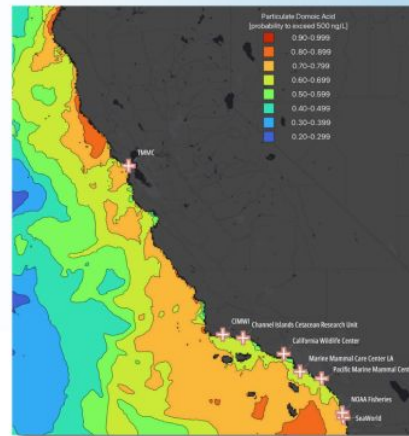 Particulate Domoic Acid
[probability to exceed 500 ng/L]
0.90-0.999
0.80-0.899
0.70-0.799
0.60-0.699
0.50-0.599
0.40-0.499
0.30-0.399
0.20-0.299
TMMC
CIMWI
Channel Islands Cetacean Research Unit
California Wildlife Center
Marine Mammal Care Center LA
Pacific Marine Mammal Cen
NOAA Fisheries
SeaWorld